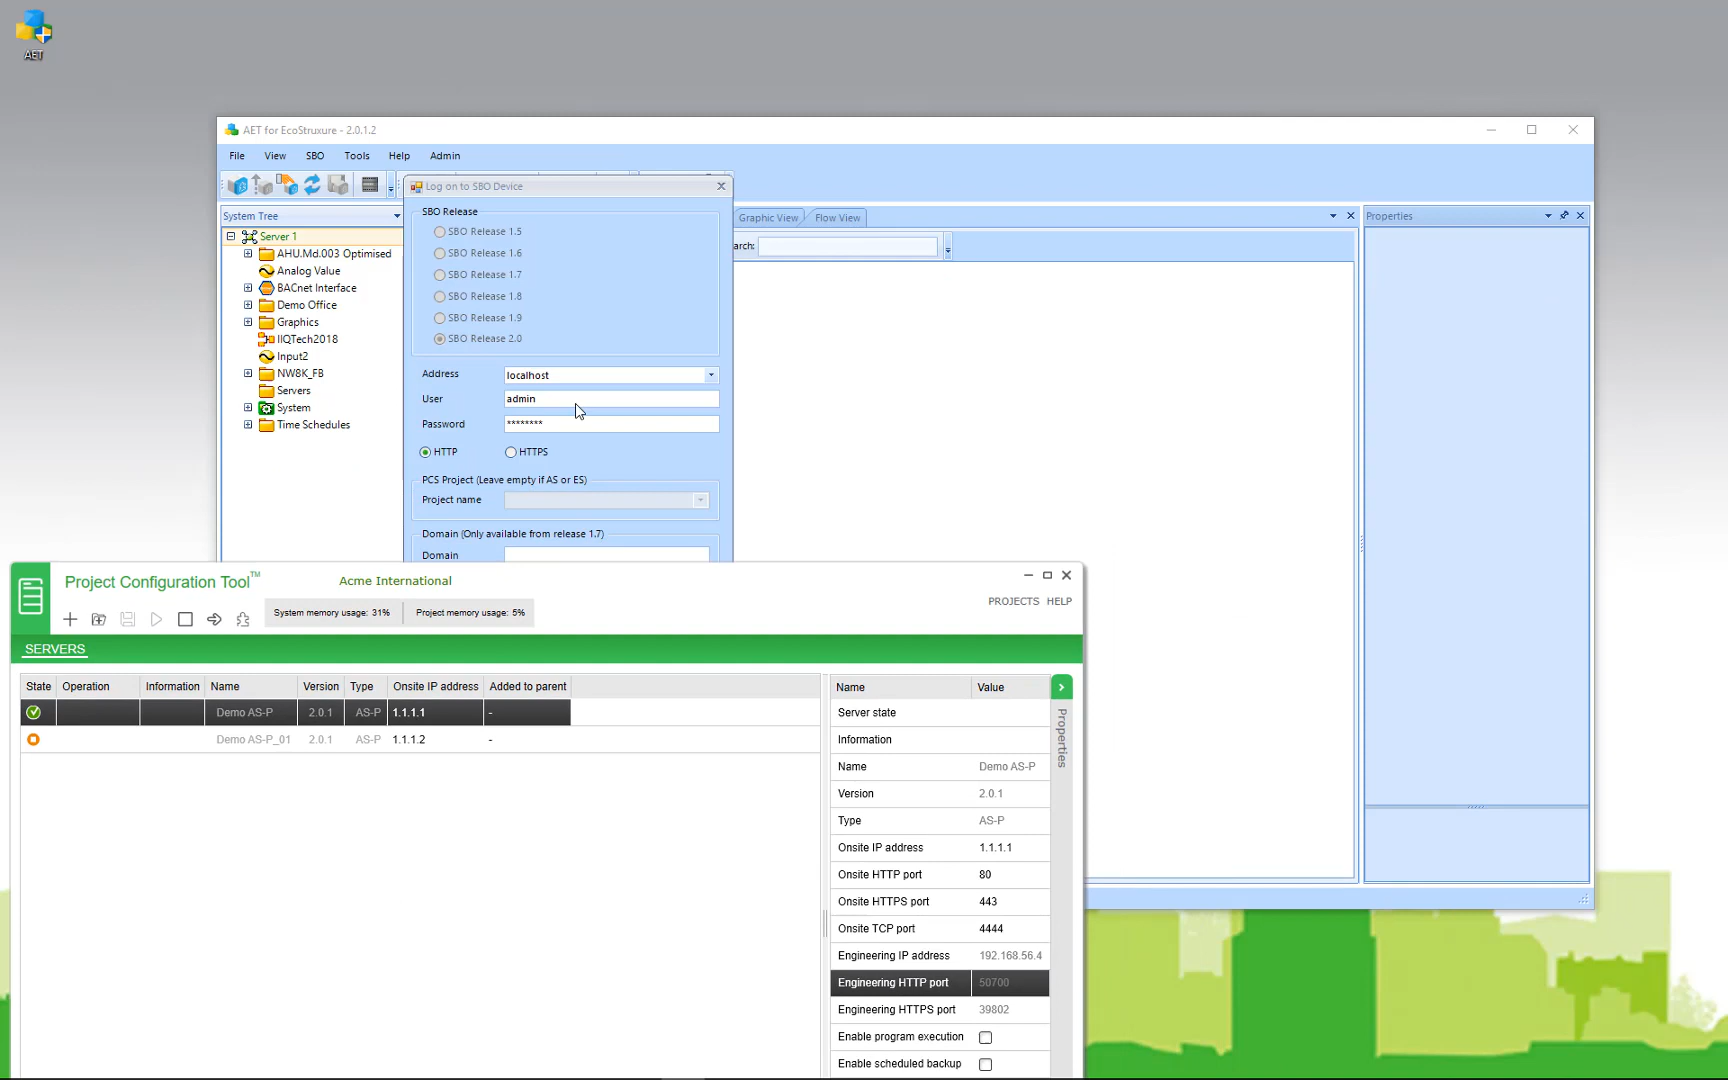 AET
AET for EcoStruxure - 2.0.1.2
File View SBO Tools Help Admin
System Tree
Server 1
AHU.Md.003 Optimised
Analog Value
BACnet Interface
Demo Office
Graphics
IIQTech2018
Input2
NW8K_FB
Servers
System
Time Schedules
Log on to SBO Device
SBO Release
SBO Release 1.5
SBO Release 1.6
SBO Release 1.7
SBO Release 1.8
SBO Release 1.9
SBO Release 2.0
Address localhost
User admin
Password ********
HTTP HTTPS
PCS Project (Leave empty if AS or ES)
Project name
Domain (Only available from release 1.7)
Domain
Graphic View Flow View
arch:
Properties
Project Configuration Tool™ Acme International
PROJECTS HELP
System memory usage: 31% Project memory usage: 5%
SERVERS
State Operation Information Name Version Type Onsite IP address Added to parent
Demo AS-P 2.0.1 AS-P 1.1.1.1 -
Demo AS-P_01 2.0.1 AS-P 1.1.1.2 -
Name Value
Server state
Information
Name Demo AS-P
Version 2.0.1
Type AS-P
Onsite IP address 1.1.1.1
Onsite HTTP port 80
Onsite HTTPS port 443
Onsite TCP port 4444
Engineering IP address 192.168.56.4
Engineering HTTP port 50700
Engineering HTTPS port 39802
Enable program execution
Enable scheduled backup
Properties